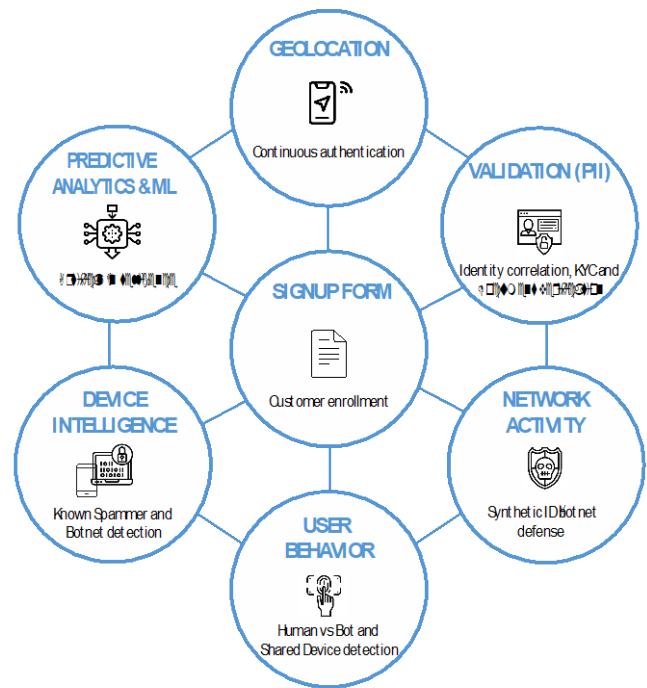 GEOLOCATION
Continuous authentication
PREDICTIVE
ANALYTICS & ML
VALIDATION (PII)
Identity correlation, KYC and
SIGNUP FORM
Customer enrollment
DEVICE
INTELLIGENCE
Known Spammer and
Botnet detection
NETWORK
ACTIVITY
Synthetic ID botnet
defense
USER
BEHAVIOR
Human vs Bot and
Shared Device detection